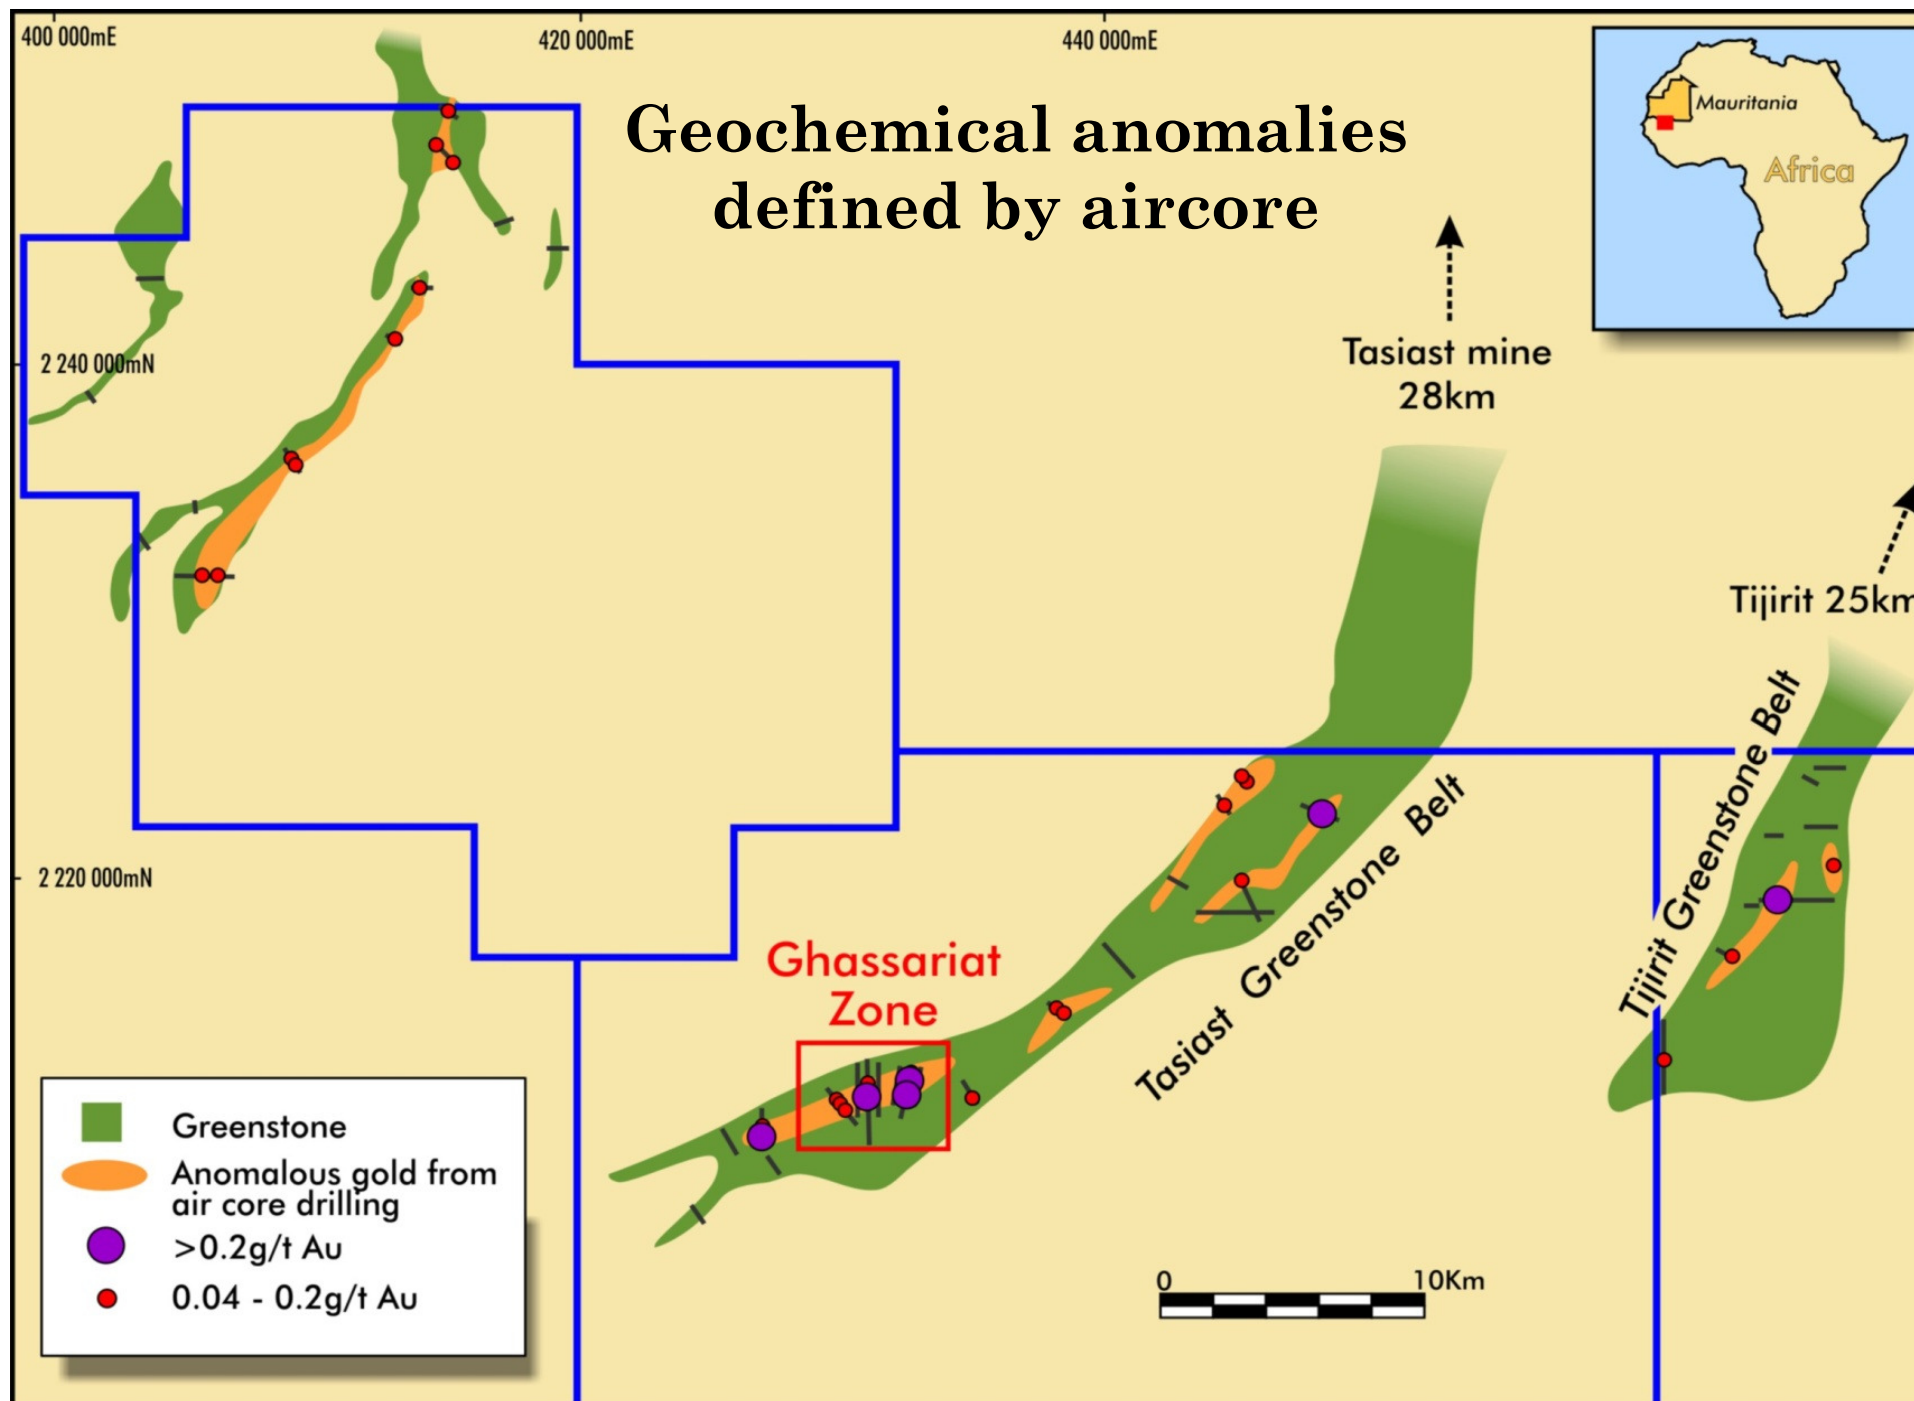 400 000mE
420 000mE
440 000mE
Geochemical anomalies
defined by aircore
Mauritania
Africa
Tasiast mine
28km
2 240 000mN
Tijirit 25km
2 220 000mN
Tasiast Greenstone Belt
Tijirit Greenstone Belt
Ghassariat
Zone
Greenstone
Anomalous gold from
air core drilling
>0.2g/t Au
0.04 - 0.2g/t Au
0 10Km